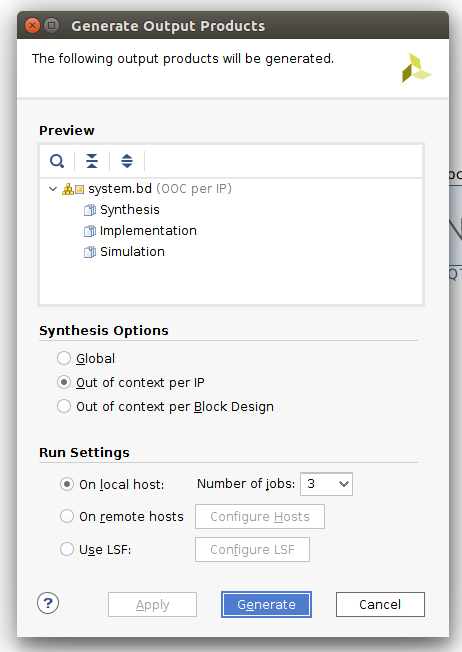 Generate Output Products
The following output products will be generated.
Preview
system.bd (OOC per IP)
Synthesis
Implementation
Simulation
Synthesis Options
Global
Out of context per IP
Out of context per Block Design
Run Settings
On local host: Number of jobs: 3
On remote hosts Configure Hosts
Use LSF: Configure LSF
? Apply Generate Cancel